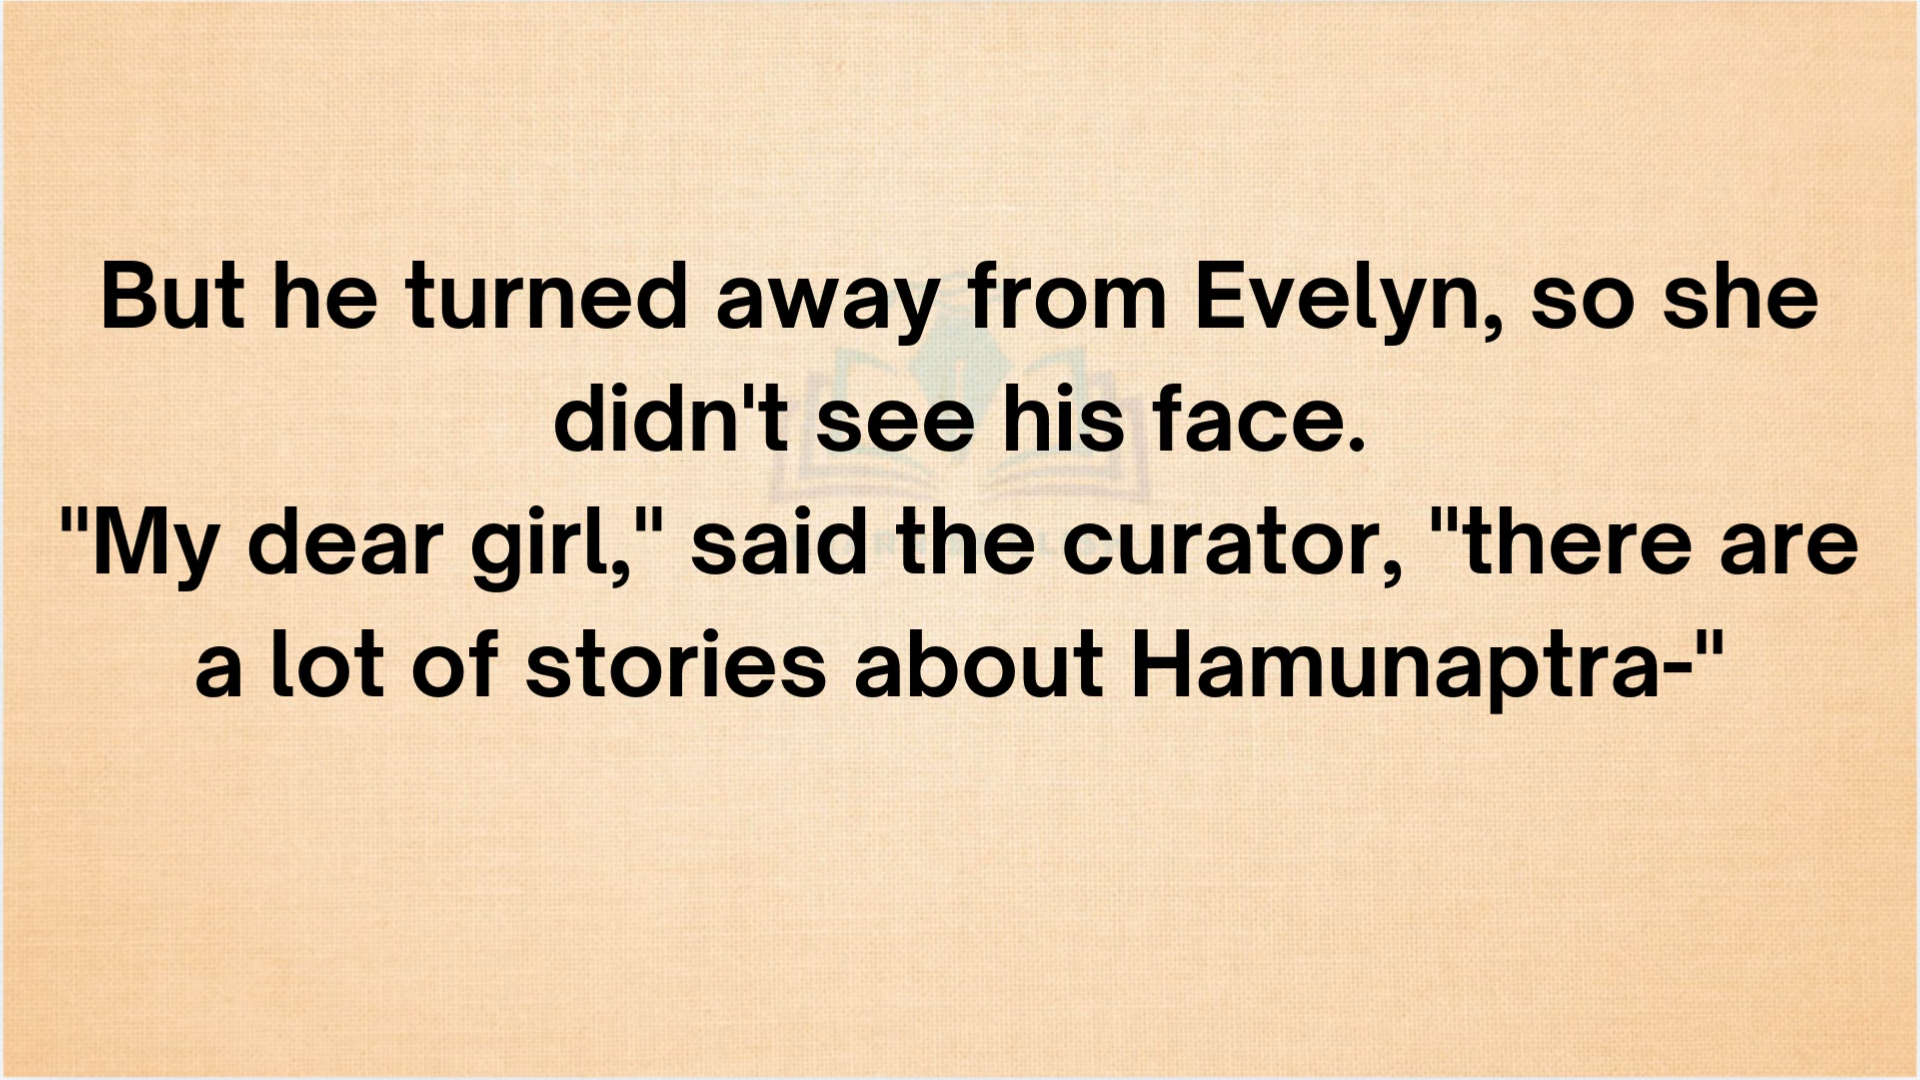 But he turned away from Evelyn, so she
didn't see his face.
"My dear girl," said the curator, "there are
a lot of stories about Hamunaptra-"